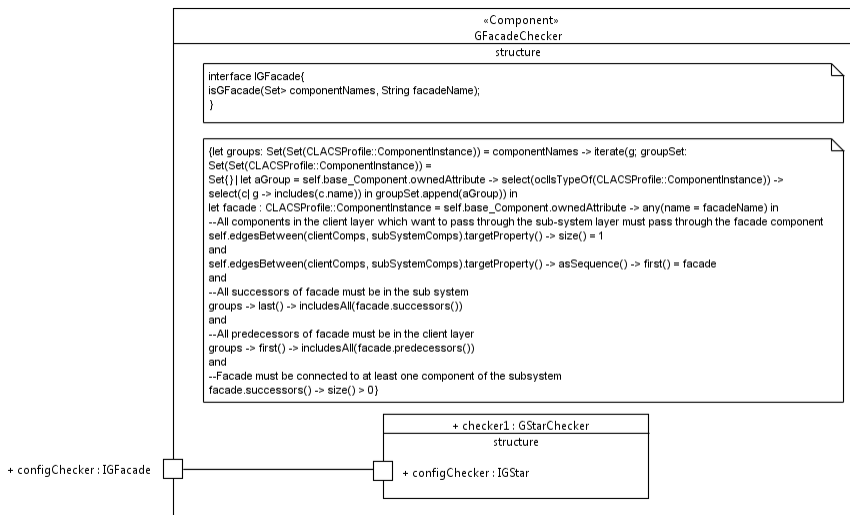 «Component»
GFacadeChecker
structure
interface IGFacade{
isGFacade(Set> componentNames, String facadeName);
}
{let groups: Set(Set(CLACSProfile::ComponentInstance)) = componentNames -> iterate(g; groupSet:
Set(Set(CLACSProfile::ComponentInstance)) =
Set{} | let aGroup = self.base_Component.ownedAttribute -> select(oclIsTypeOf(CLACSProfile::ComponentInstance)) ->
select(c| g -> includes(c.name)) in groupSet.append(aGroup)) in
let facade : CLACSProfile::ComponentInstance = self.base_Component.ownedAttribute -> any(name = facadeName) in
--All components in the client layer which want to pass through the sub-system layer must pass through the facade component
self.edgesBetween(clientComps, subSystemComps).targetProperty() -> size() = 1
and
self.edgesBetween(clientComps, subSystemComps).targetProperty() -> asSequence() -> first() = facade
and
--All successors of facade must be in the sub system
groups -> last() -> includesAll(facade.successors())
and
--All predecessors of facade must be in the client layer
groups -> first() -> includesAll(facade.predecessors())
and
--Facade must be connected to at least one component of the subsystem
facade.successors() -> size() > 0}
+ checker1 : GStarChecker
structure
+ configChecker : IGFacade
+ configChecker : IGStar